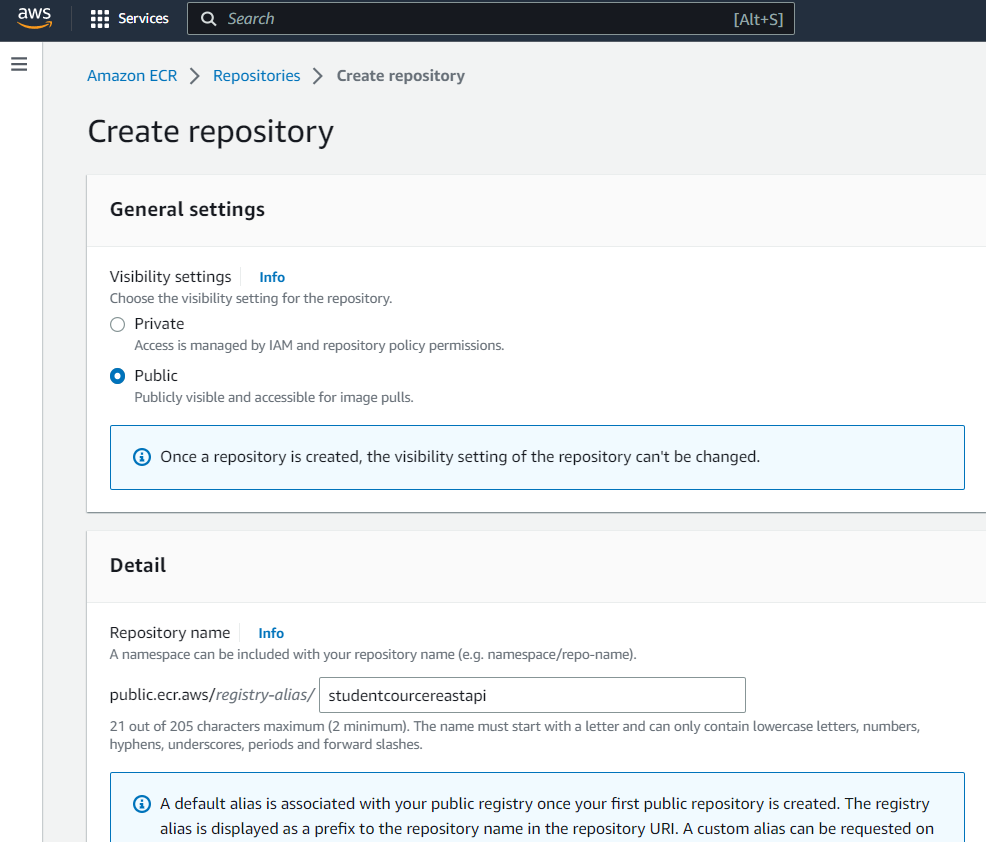 aws
Services
Search
[Alt+S]
Amazon ECR
Repositories
Create repository
Create repository
General settings
Visibility settings
Info
Choose the visibility setting for the repository.
Private
Access is managed by IAM and repository policy permissions.
Public
Publicly visible and accessible for image pulls.
Once a repository is created, the visibility setting of the repository can't be changed.
Detail
Repository name
Info
A namespace can be included with your repository name (e.g. namespace/repo-name).
public.ecr.aws/registry-alias/
studentcourcereastapi
21 out of 205 characters maximum (2 minimum). The name must start with a letter and can only contain lowercase letters, numbers,
hyphens, underscores, periods and forward slashes.
A default alias is associated with your public registry once your first public repository is created. The registry
alias is displayed as a prefix to the repository name in the repository URI. A custom alias can be requested on